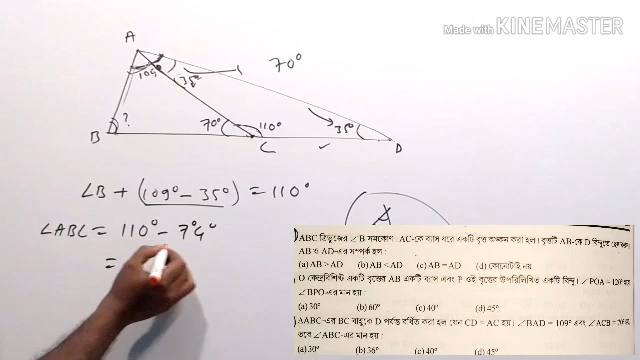 Made with KINEMASTER
A
70°
109°
35°
B
?
70°
110°
C
35°
D
∠B + (109° − 35°) = 110°
∠ABC = 110° − 74°
=
ABC ত্রিভুজের ∠B সমকোণ। AC-কে ব্যাস ধরে একটি বৃত্ত অঙ্কন করা হল। বৃত্তটি AB-কে D বিন্দুতে ছেদ করে
AB ও AD-এর সম্পর্ক হল:
(a) AB > AD (b) AB < AD (c) AB = AD (d) কোনোটিই নয়
O কেন্দ্রবিশিষ্ট একটি বৃত্তের AB একটি ব্যাস এবং P ওই বৃত্তের উপরিলিখিত একটি বিন্দু। ∠POA = 120° হলে
∠BPO-এর মান হয়:
(a) 30° (b) 60° (c) 40° (d) 45°
ΔABC-এর BC বাহুকে D পর্যন্ত বর্ধিত করা হল যেন CD = AC হয়। ∠BAD = 109° এবং ∠ACB = 70° হলে
তবে ∠ABC-এর মান হয়:
(a) 30° (b) 36° (c) 40° (d) 45°